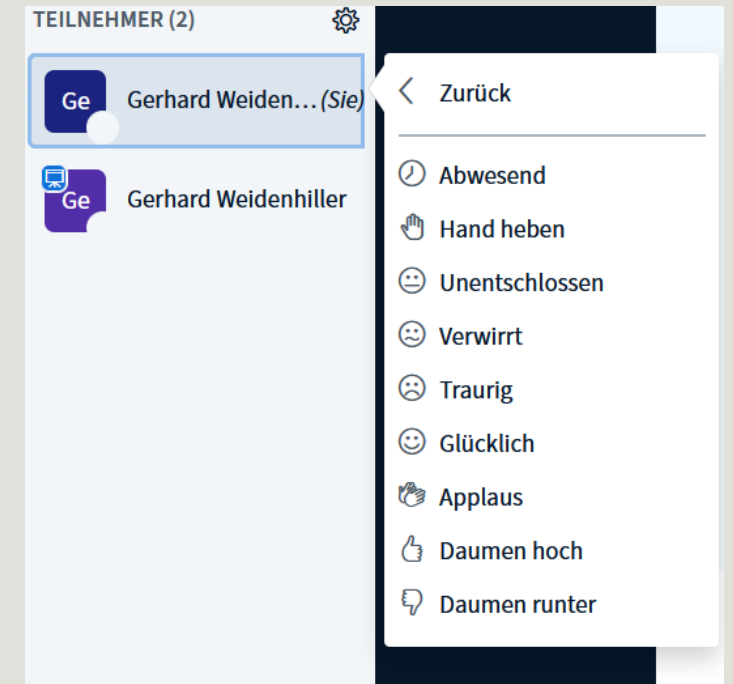 TEILNEHMER (2)
Ge Gerhard Weiden... (Sie)
Ge Gerhard Weidenhiller
Zurück
Abwesend
Hand heben
Unentschlossen
Verwirrt
Traurig
Glücklich
Applaus
Daumen hoch
Daumen runter